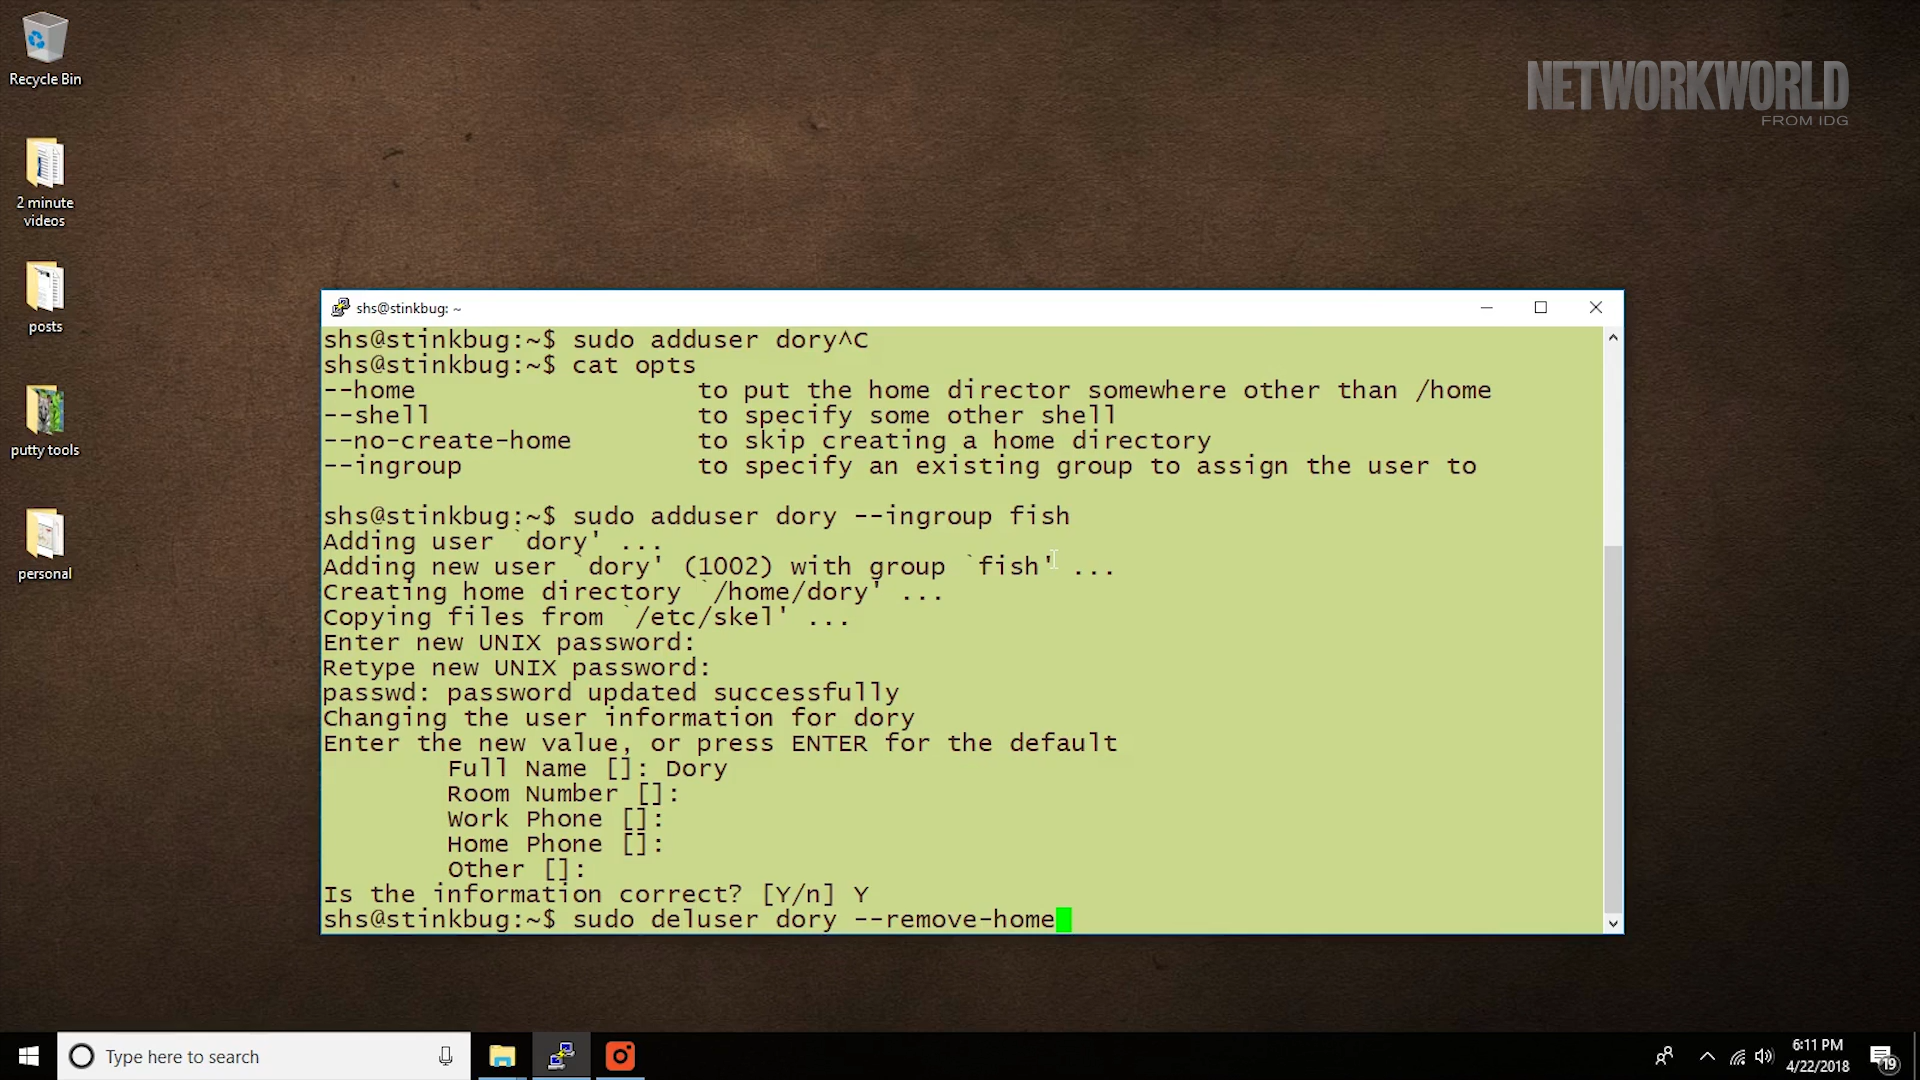 Recycle Bin
2 minute
videos
posts
putty tools
personal
NETWORKWORLD
FROM IDG
shs@stinkbug: ~
shs@stinkbug:~$ sudo adduser dory^C
shs@stinkbug:~$ cat opts
--home to put the home director somewhere other than /home
--shell to specify some other shell
--no-create-home to skip creating a home directory
--ingroup to specify an existing group to assign the user to
shs@stinkbug:~$ sudo adduser dory --ingroup fish
Adding user `dory' ...
Adding new user `dory' (1002) with group `fish' ...
Creating home directory `/home/dory' ...
Copying files from `/etc/skel' ...
Enter new UNIX password:
Retype new UNIX password:
passwd: password updated successfully
Changing the user information for dory
Enter the new value, or press ENTER for the default
Full Name []: Dory
Room Number []:
Work Phone []:
Home Phone []:
Other []:
Is the information correct? [Y/n] Y
shs@stinkbug:~$ sudo deluser dory --remove-home
Type here to search
6:11 PM
4/22/2018
19